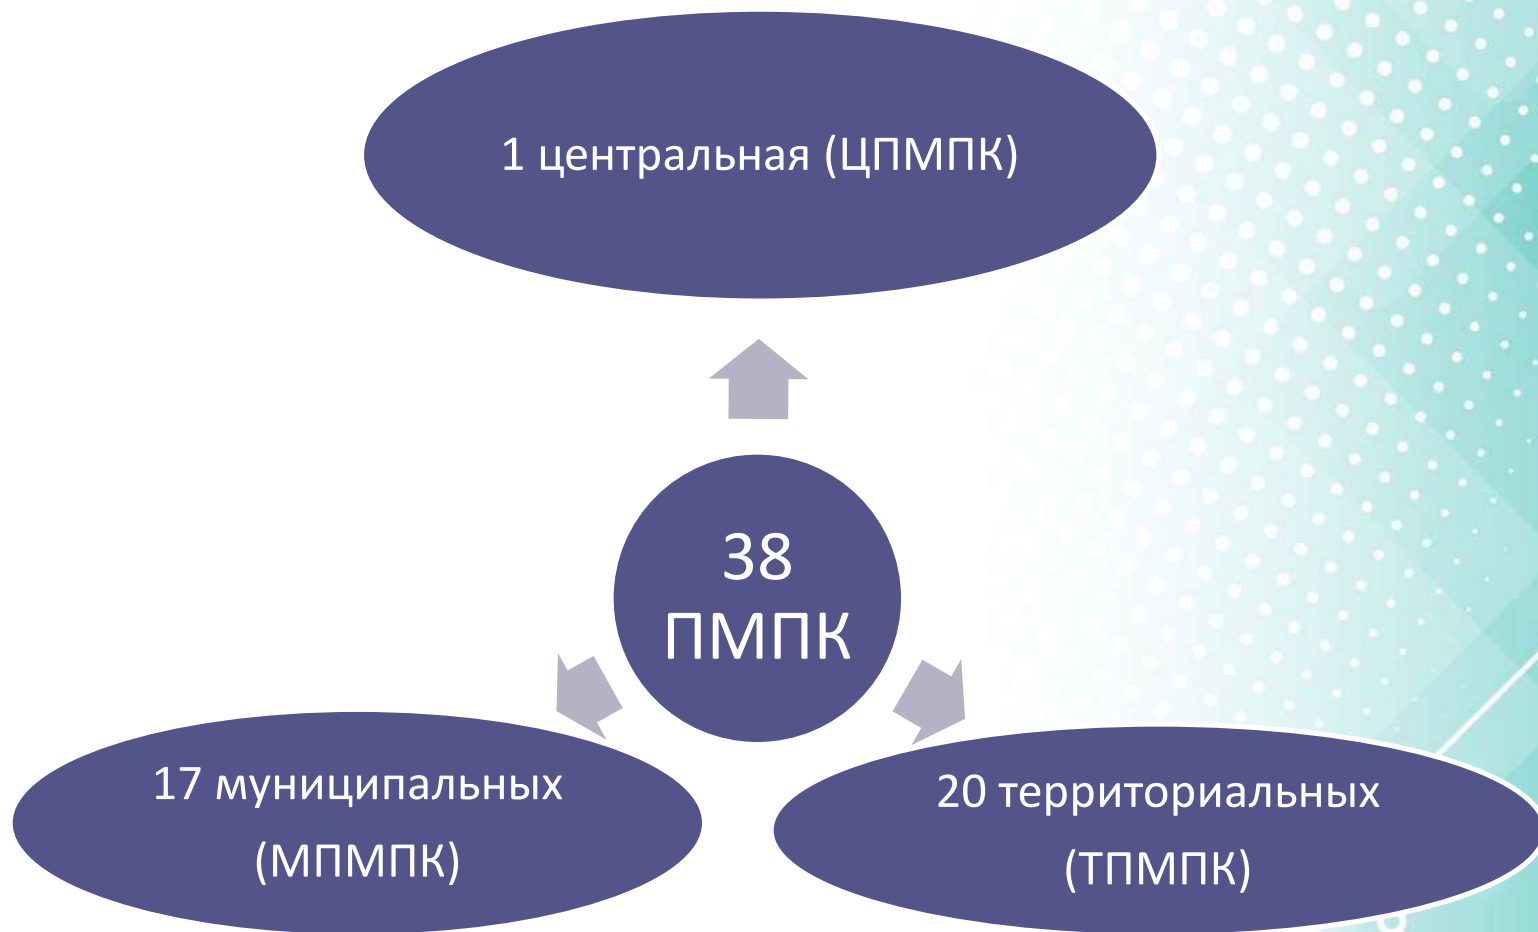 1 центральная (ЦПМПК)
38
ПМПК
17 муниципальных
(МПМПК)
20 территориальных
(ТПМПК)